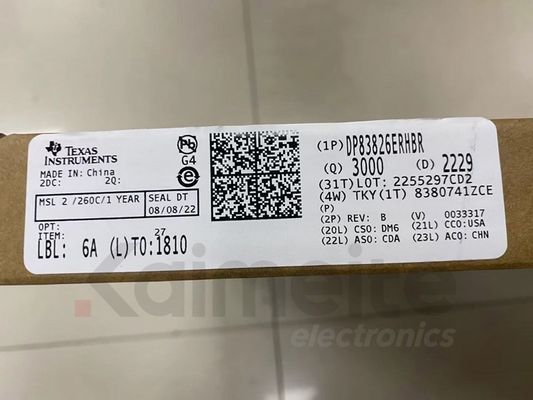 TEXAS
INSTRUMENTS
MADE IN: China
2DC: 2Q:
MSL 2 /260C/1 YEAR
SEAL DT
08/08/22
OPT:
ITEM: 27
LBL: 6A (L)TO:1810
Pb
G4
e
(1P) DP83826ERHBR
(Q) 3000 (D) 2229
(31T)LOT: 2255297CD2
(4W) TKY(1T) 8380741ZCE
(P)
(2P) REV: B (V) 0033317
(20L) CSO: DM6 (21L) CCO:USA
(22L) ASO: CDA (23L) ACO: CHN
Kaimeite
electronics